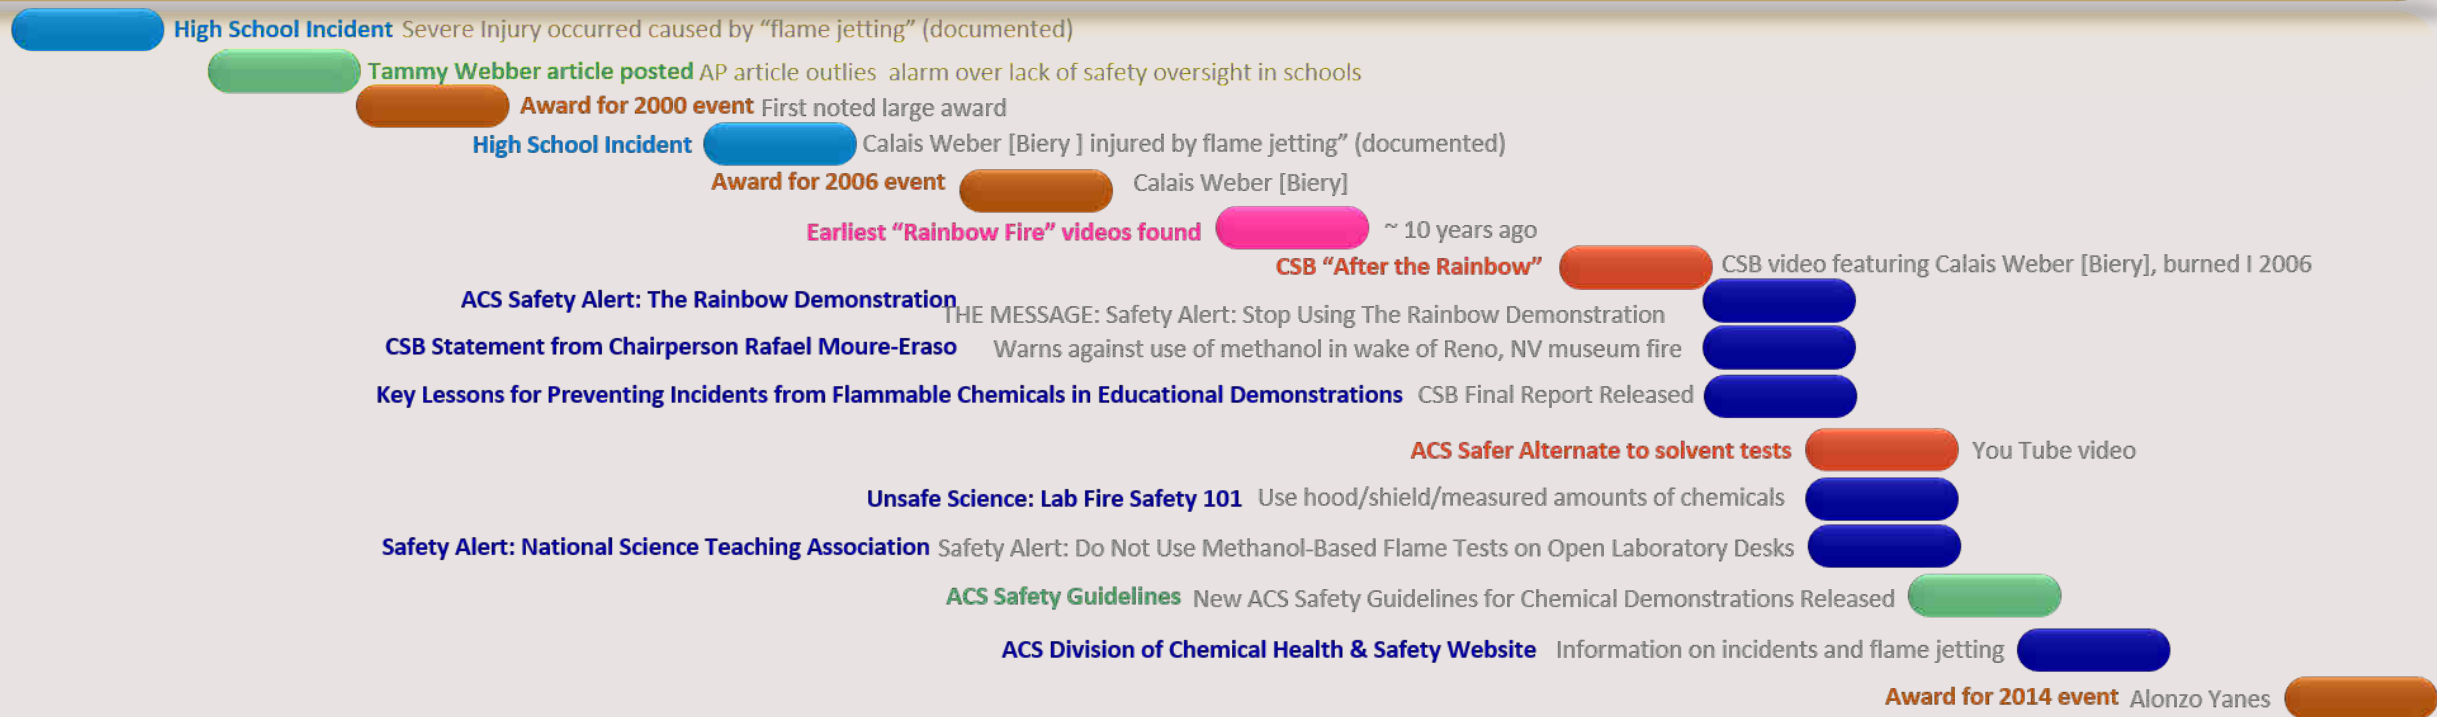 High School Incident Severe Injury occurred caused by “flame jetting” (documented)
Tammy Webber article posted AP article outlies alarm over lack of safety oversight in schools
Award for 2000 event First noted large award
High School Incident Calais Weber [Biery ] injured by flame jetting” (documented)
Award for 2006 event Calais Weber [Biery]
Earliest “Rainbow Fire” videos found ~ 10 years ago
CSB “After the Rainbow” CSB video featuring Calais Weber [Biery], burned I 2006
ACS Safety Alert: The Rainbow Demonstration THE MESSAGE: Safety Alert: Stop Using The Rainbow Demonstration
CSB Statement from Chairperson Rafael Moure-Eraso Warns against use of methanol in wake of Reno, NV museum fire
Key Lessons for Preventing Incidents from Flammable Chemicals in Educational Demonstrations CSB Final Report Released
ACS Safer Alternate to solvent tests You Tube video
Unsafe Science: Lab Fire Safety 101 Use hood/shield/measured amounts of chemicals
Safety Alert: National Science Teaching Association Safety Alert: Do Not Use Methanol-Based Flame Tests on Open Laboratory Desks
ACS Safety Guidelines New ACS Safety Guidelines for Chemical Demonstrations Released
ACS Division of Chemical Health & Safety Website Information on incidents and flame jetting
Award for 2014 event Alonzo Yanes